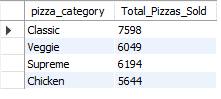 pizza_category Total_Pizzas_Sold
Classic 7598
Veggie 6049
Supreme 6194
Chicken 5644